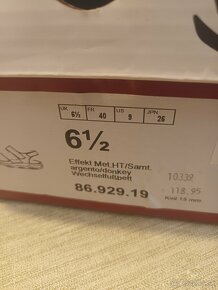 UK 6½ FR 40 US 9 JPN 26
6½
Effekt Met.HT/Samt.
argento/donkey
Wechselfußbett
86.929.19
10339
118.95